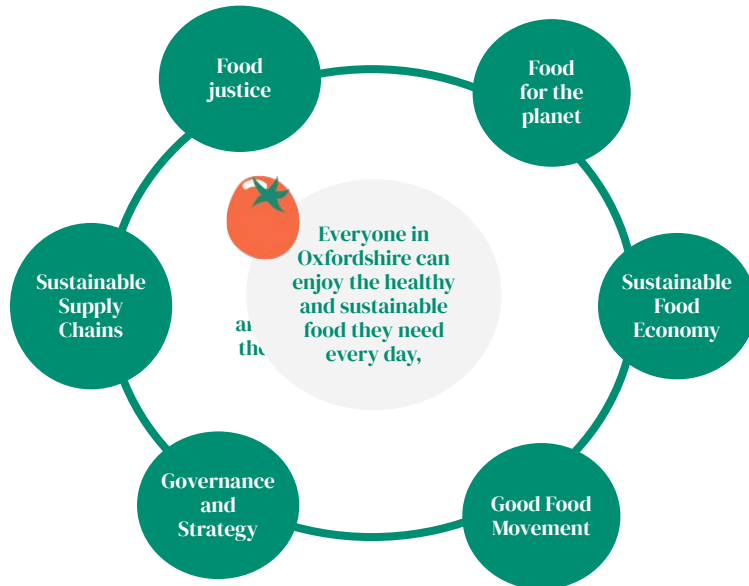 Food
justice
Food
for the
planet
Sustainable
Supply
Chains
Everyone in
Oxfordshire can
enjoy the healthy
and sustainable
food they need
every day,
Sustainable
Food
Economy
Governance
and
Strategy
Good Food
Movement